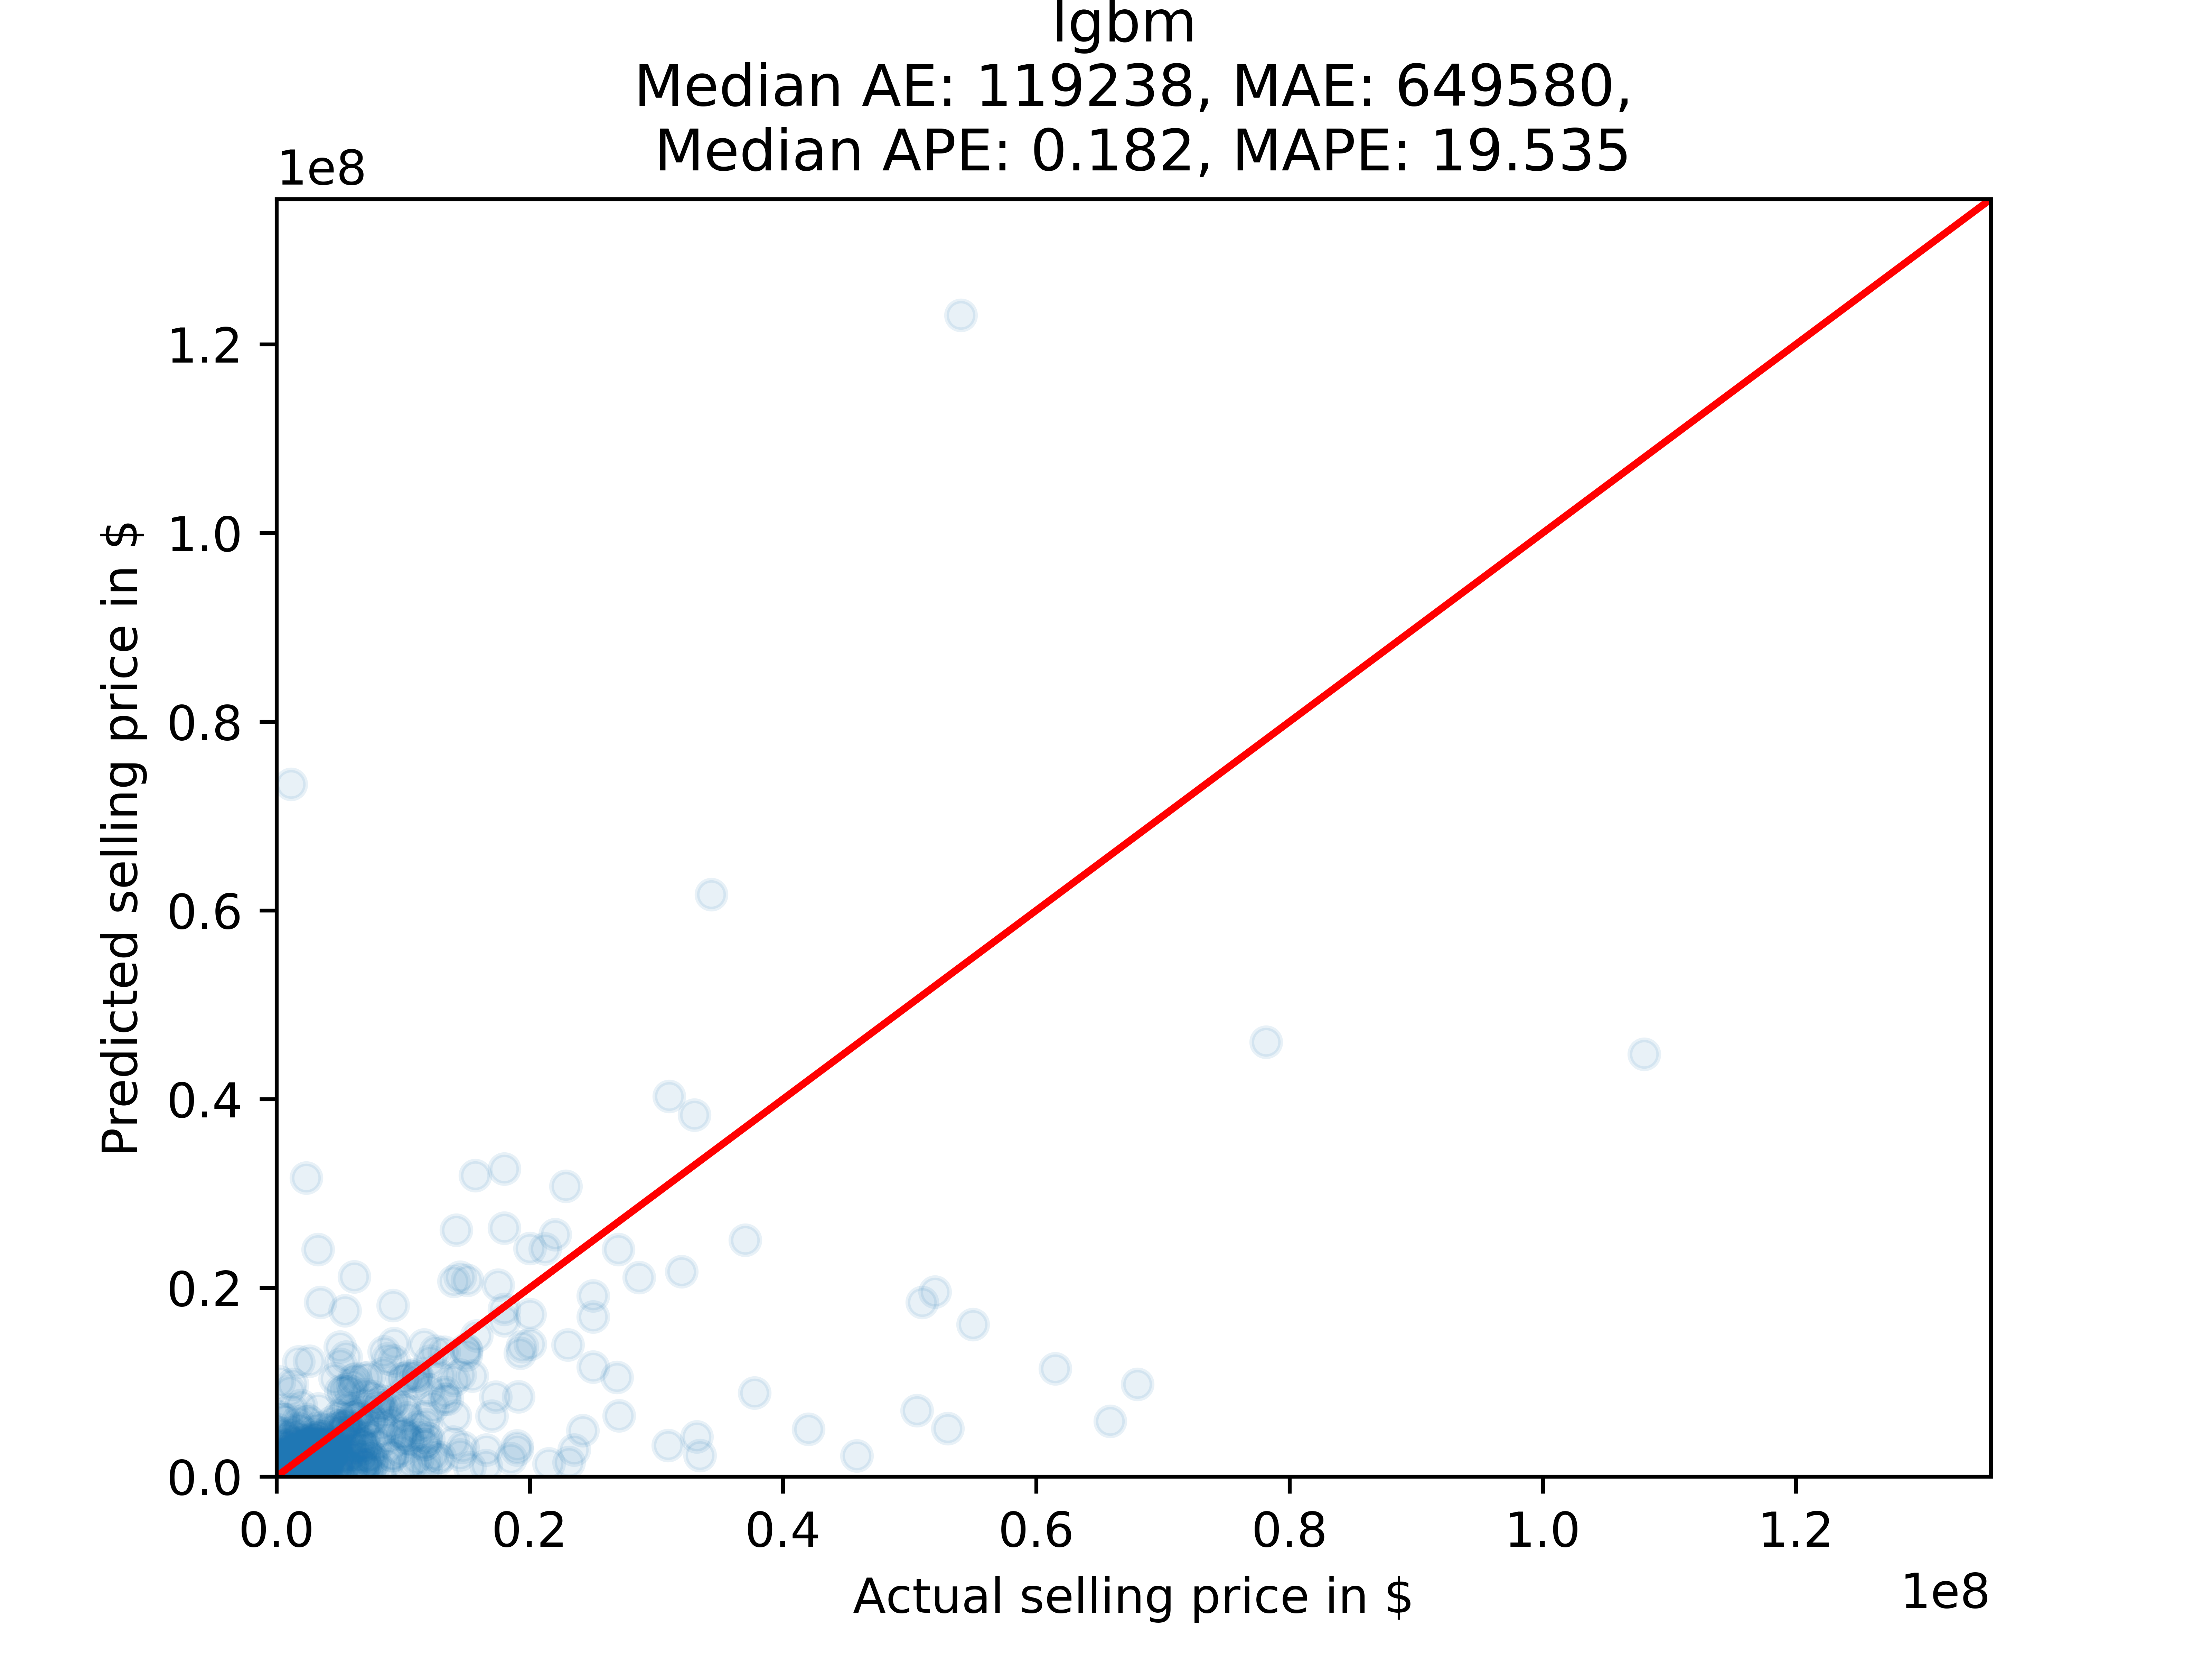 lgbm
Median AE: 119238, MAE: 649580,
Median APE: 0.182, MAPE: 19.535
1e8
1.2
1.0
0.8
0.6
0.4
0.2
0.0
Predicted selling price in $
0.0 0.2 0.4 0.6 0.8 1.0 1.2
1e8
Actual selling price in $